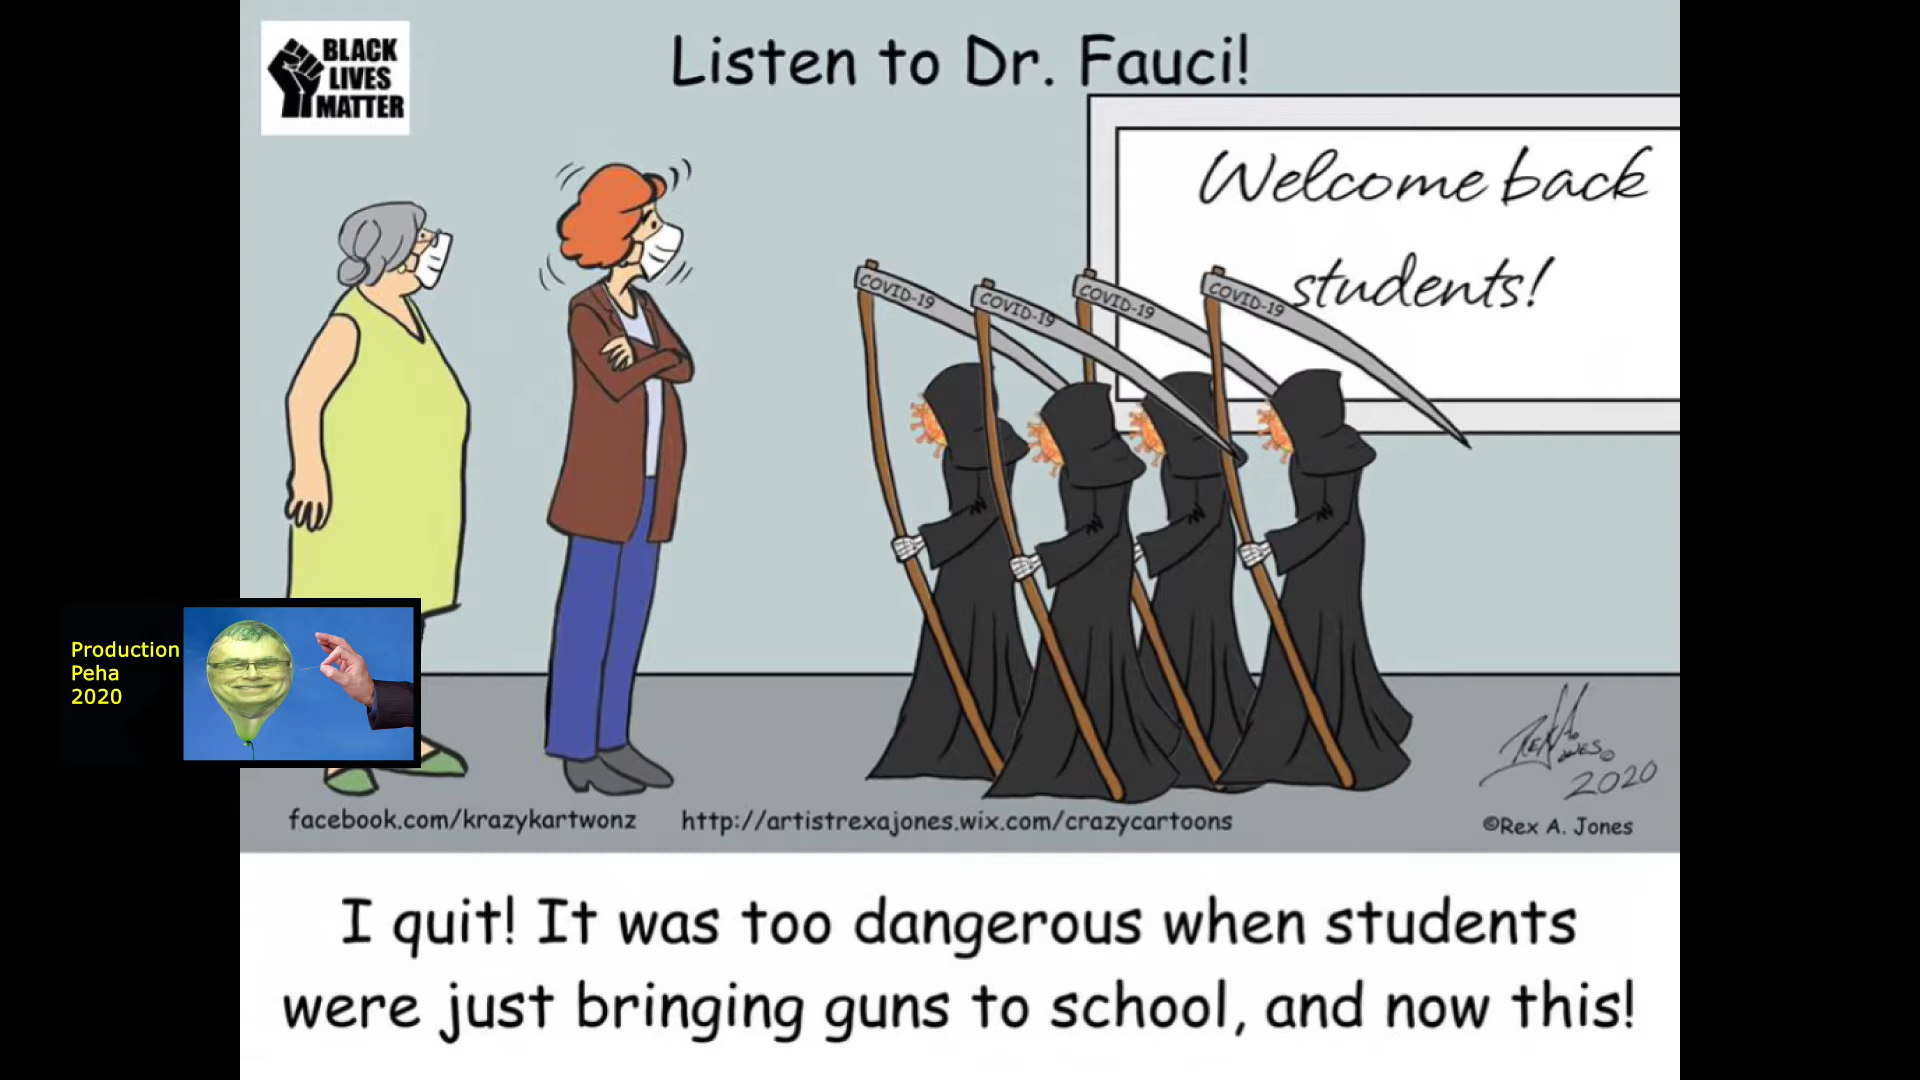 BLACK
LIVES
MATTER
Listen to Dr. Fauci!
Welcome back
students!
COVID-19
COVID-19
COVID-19
COVID-19
Production
Peha
2020
2020
facebook.com/krazykartwonz
http://artistrexajones.wix.com/crazycartoons
©Rex A. Jones
I quit! It was too dangerous when students
were just bringing guns to school, and now this!